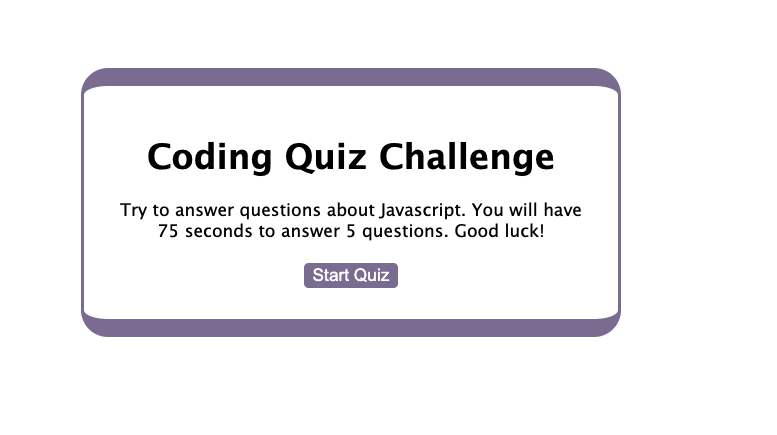 Coding Quiz Challenge
Try to answer questions about Javascript. You will have
75 seconds to answer 5 questions. Good luck!
Start Quiz